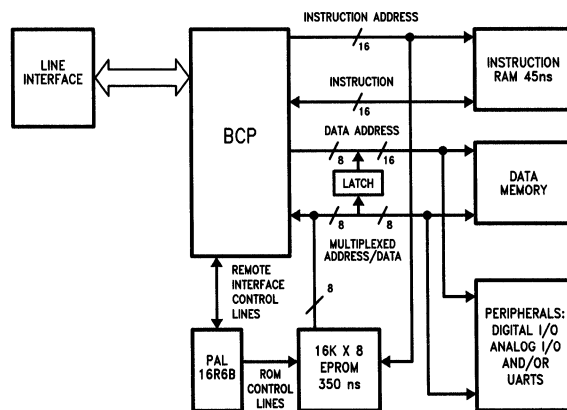 INSTRUCTION ADDRESS
16
LINE
INTERFACE
BCP
INSTRUCTION
RAM 45ns
INSTRUCTION
16
DATA ADDRESS
8
16
LATCH
DATA
MEMORY
8
8
MULTIPLEXED
ADDRESS/DATA
REMOTE
INTERFACE
CONTROL
LINES
8
PAL
16R6B
ROM
CONTROL
LINES
16K X 8
EPROM
350 ns
PERIPHERALS:
DIGITAL I/O
ANALOG I/O
AND/OR
UARTS